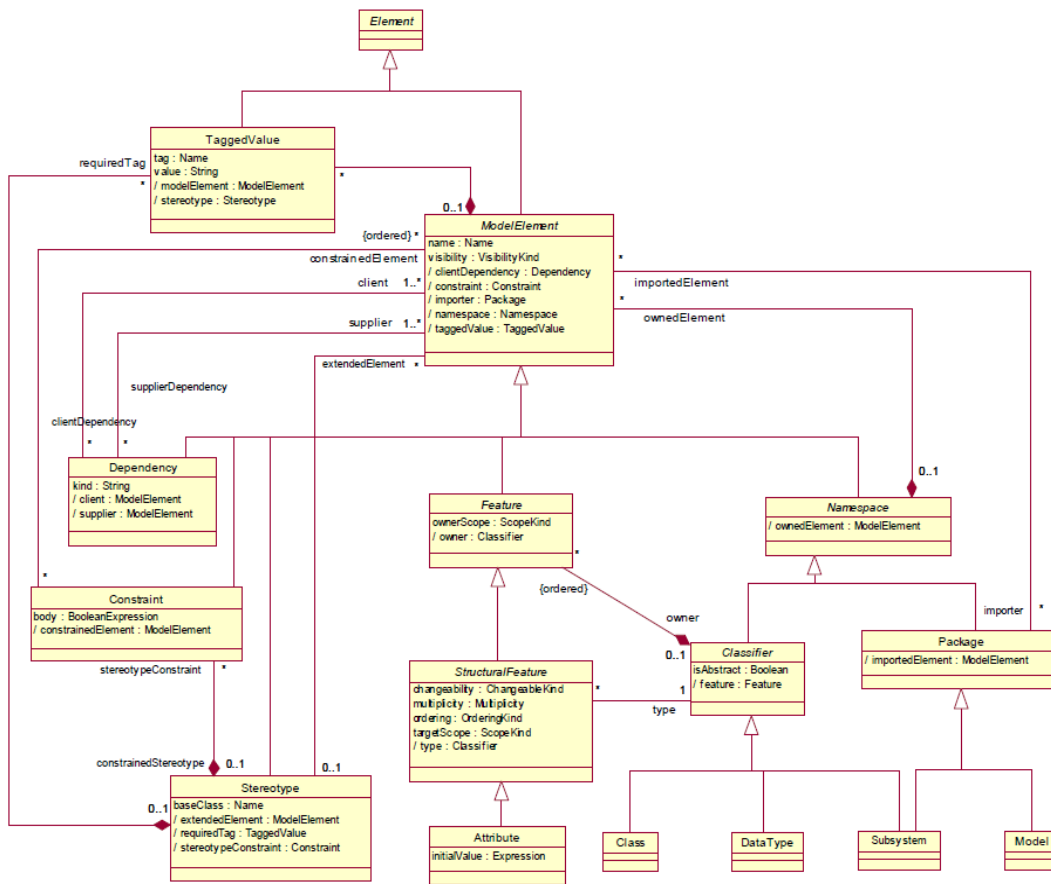 Element
TaggedValue
tag : Name
value : String
/ modelElement : ModelElement
/ stereotype : Stereotype
requiredTag
*
*
0..1
ModelElement
name : Name
visibility : VisibilityKind
/ clientDependency : Dependency
/ constraint : Constraint
/ importer : Package
/ namespace : Namespace
/ taggedValue : TaggedValue
{ordered} *
constrainedElement
client 1..*
supplier 1..*
extendedElement *
*
importedElement
*
ownedElement
supplierDependency
clientDependency
* *
Dependency
kind : String
/ client : ModelElement
/ supplier : ModelElement
0..1
Feature
ownerScope : ScopeKind
/ owner : Classifier
Namespace
/ ownedElement : ModelElement
*
{ordered}
*
Constraint
body : BooleanExpression
/ constrainedElement : ModelElement
owner
0..1
importer *
Classifier
isAbstract : Boolean
/ feature : Feature
Package
/ importedElement : ModelElement
stereotypeConstraint *
StructuralFeature
changeability : ChangeableKind
multiplicity : Multiplicity
ordering : OrderingKind
targetScope : ScopeKind
/ type : Classifier
* 1
type
constrainedStereotype 0..1 0..1
0..1
Stereotype
baseClass : Name
/ extendedElement : ModelElement
/ requiredTag : TaggedValue
/ stereotypeConstraint : Constraint
Attribute
initialValue : Expression
Class
DataType
Subsystem
Model